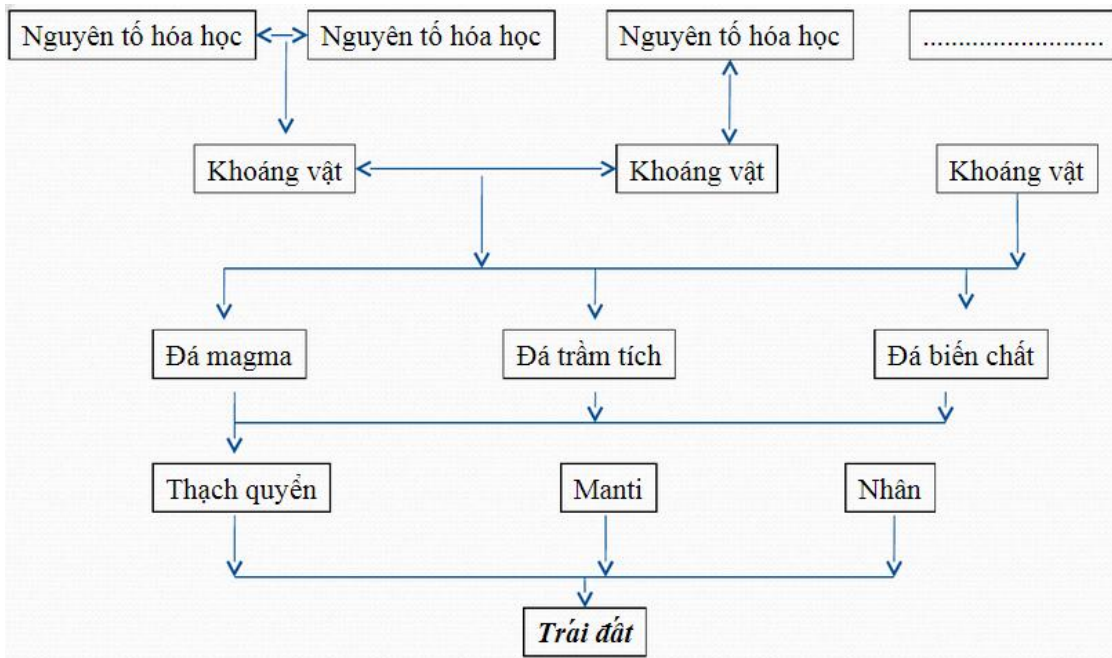 Nguyên tố hóa học
Nguyên tố hóa học
Nguyên tố hóa học
...........................
Khoáng vật
Khoáng vật
Khoáng vật
Đá magma
Đá trầm tích
Đá biến chất
Thạch quyển
Manti
Nhân
Trái đất